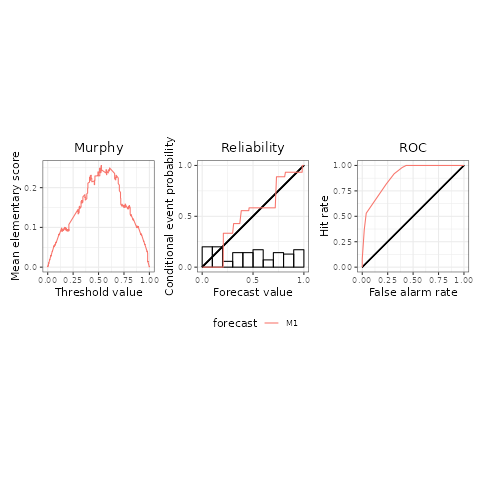 Murphy
Reliability
ROC
Mean elementary score
0.2
0.1
0.0
0.00 0.25 0.50 0.75 1.00
Threshold value
Conditional event probability
1.0
0.5
0.0
0.0 0.5 1.0
Forecast value
Hit rate
1.00
0.75
0.50
0.25
0.00
0.00 0.25 0.50 0.75 1.00
False alarm rate
forecast M1